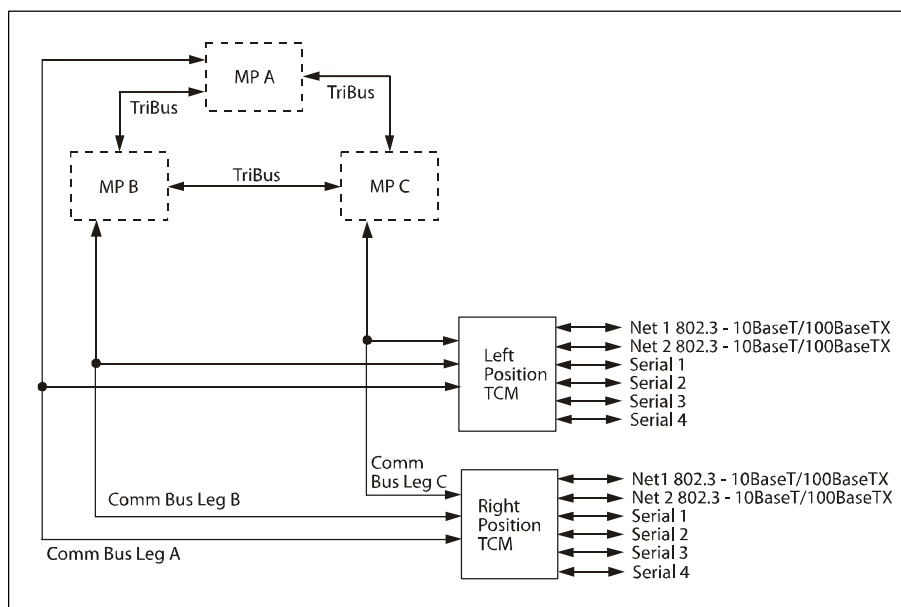 MP A
TriBus
TriBus
MP B
TriBus
MP C
Left
Position
TCM
Net 1 802.3 - 10BaseT/100BaseTX
Net 2 802.3 - 10BaseT/100BaseTX
Serial 1
Serial 2
Serial 3
Serial 4
Comm
Bus Leg C
Comm Bus Leg B
Comm Bus Leg A
Right
Position
TCM
Net1 802.3 - 10BaseT/100BaseTX
Net 2 802.3 - 10BaseT/100BaseTX
Serial 1
Serial 2
Serial 3
Serial 4